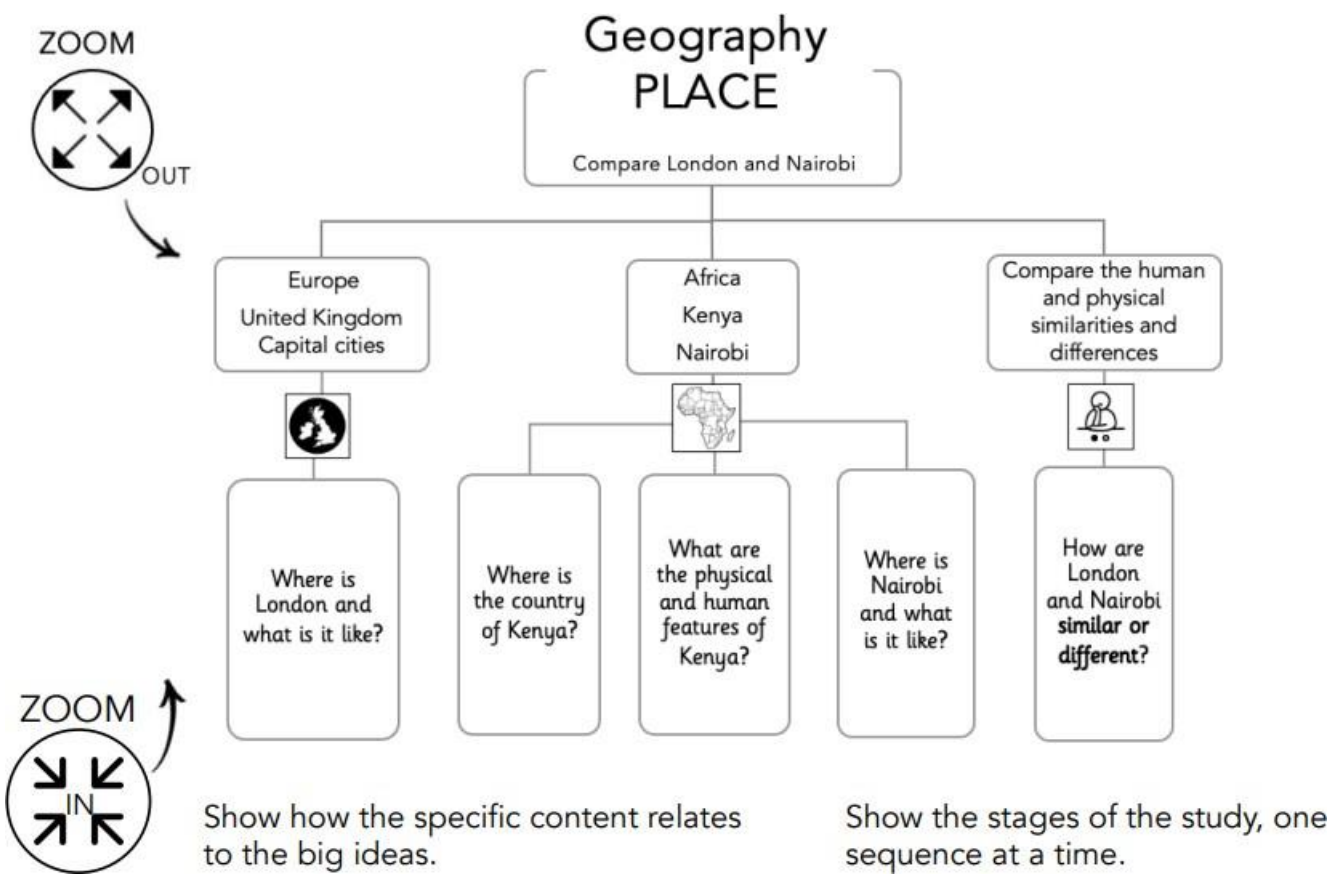 ZOOM
OUT
Geography
PLACE
Compare London and Nairobi
Europe
United Kingdom
Capital cities
Africa
Kenya
Nairobi
Compare the human
and physical
similarities and
differences
Where is
London and
what is it like?
Where is
the country
of Kenya?
What are
the physical
and human
features of
Kenya?
Where is
Nairobi
and what
is it like?
How are
London
and Nairobi
similar or
different?
ZOOM
IN
Show how the specific content relates
to the big ideas.
Show the stages of the study, one
sequence at a time.